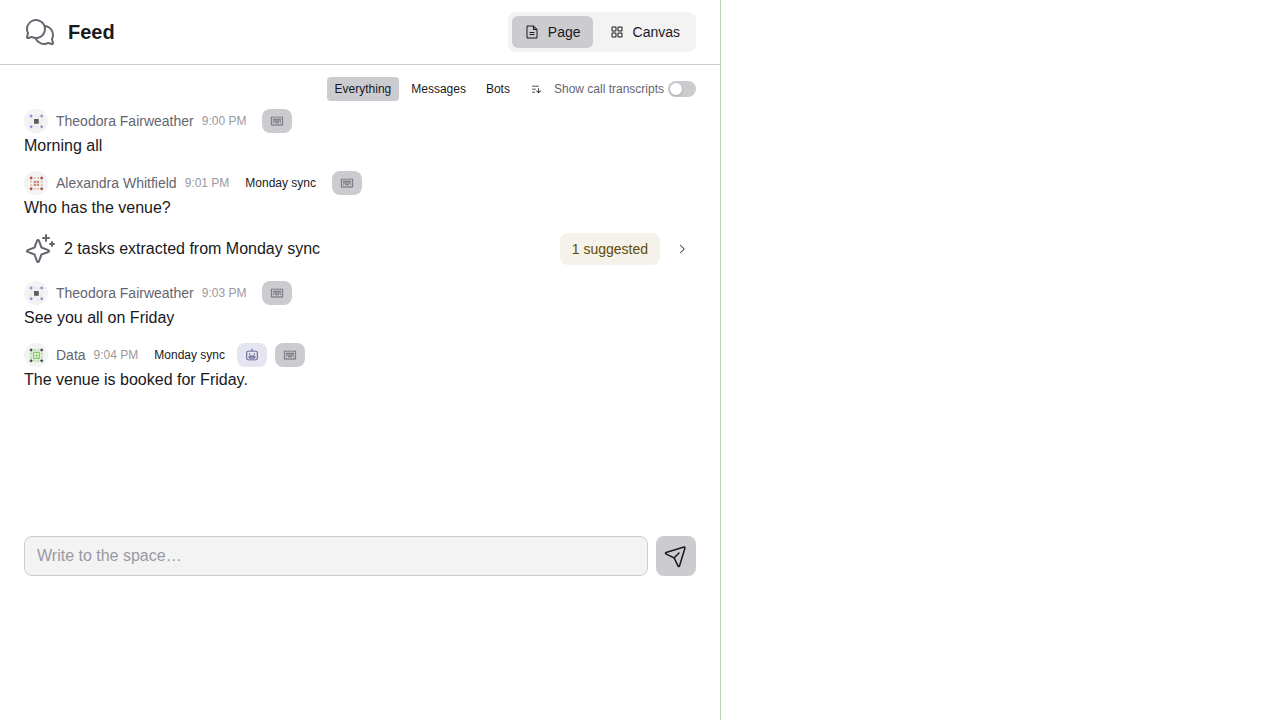 Feed
Page
Canvas
Everything
Messages
Bots
Show call transcripts
Theodora Fairweather 9:00 PM
Morning all
Alexandra Whitfield 9:01 PM Monday sync
Who has the venue?
2 tasks extracted from Monday sync
1 suggested
Theodora Fairweather 9:03 PM
See you all on Friday
Data 9:04 PM Monday sync
The venue is booked for Friday.
Write to the space…